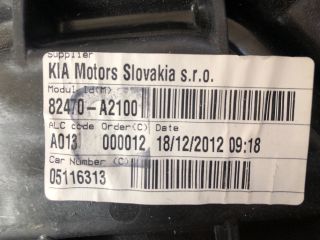 Supplier
KIA Motors Slovakia s.r.o.
Modul Id(M)
82470-A2100
ALC code Order(C) Date
A013 000012 18/12/2012 09:18
Car Number (C)
05116313